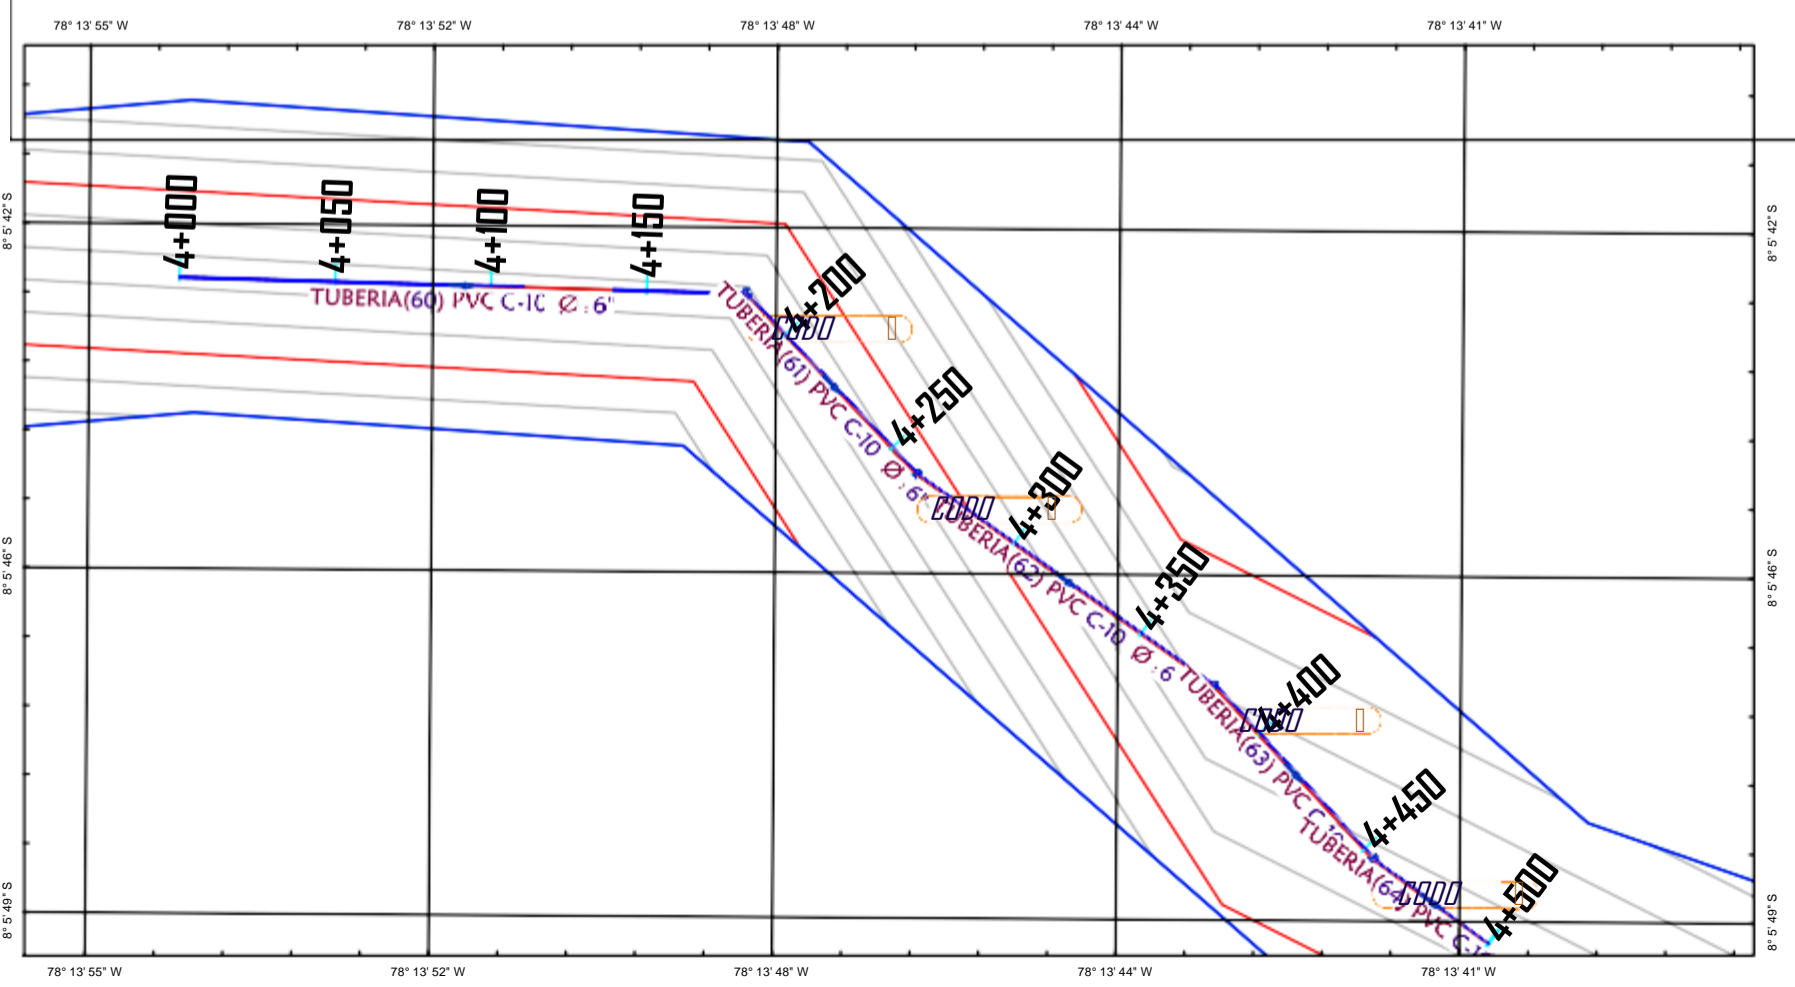 78° 13' 55" W
78° 13' 52" W
78° 13' 48" W
78° 13' 44" W
78° 13' 41" W
8° 5' 42" S
8° 5' 42" S
4+000
4+050
4+100
4+150
TUBERIA(60) PVC C-10 Ø : 6"
4+200
TUBERIA(61) PVC C-10 Ø : 6"
4+250
4+300
TUBERIA(62) PVC C-10 Ø : 6
4+350
8° 5' 46" S
8° 5' 46" S
4+400
TUBERIA(63) PVC C-10
4+450
TUBERIA(64) PVC C-1
4+500
8° 5' 49" S
8° 5' 49" S
78° 13' 55" W
78° 13' 52" W
78° 13' 48" W
78° 13' 44" W
78° 13' 41" W